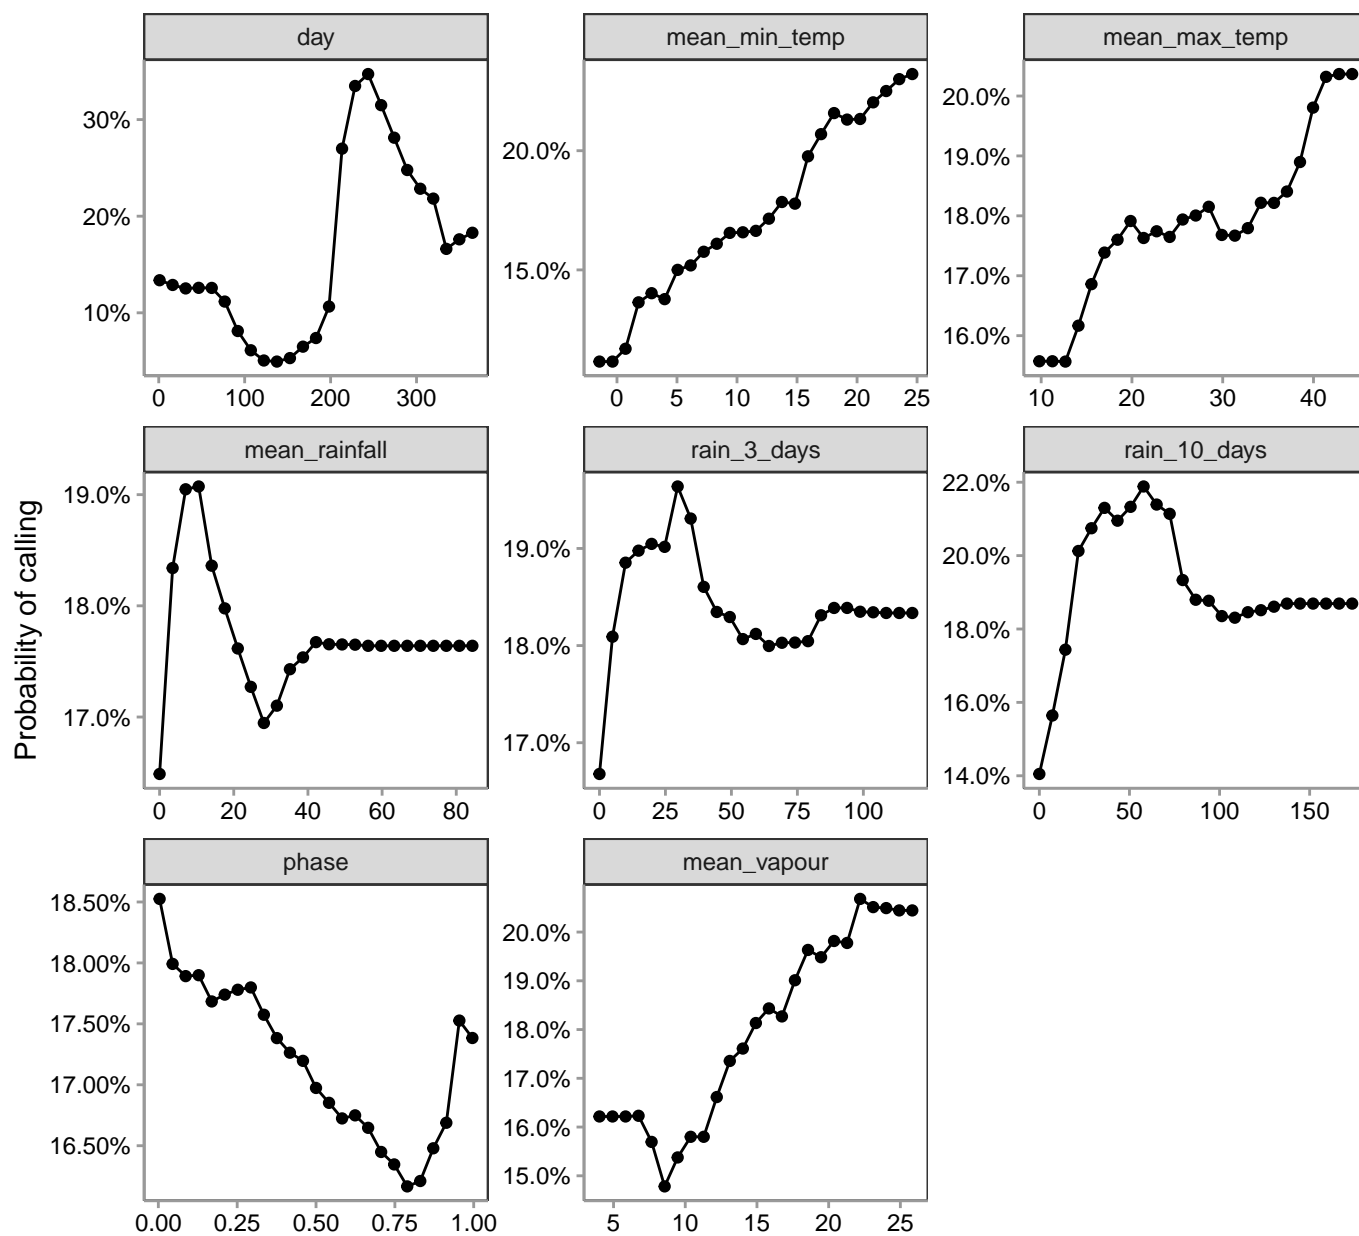 day
mean_min_temp
mean_max_temp
30%
20%
10%
0 100 200 300
20.0%
15.0%
0 5 10 15 20 25
20.0%
19.0%
18.0%
17.0%
16.0%
10 20 30 40
Probability of calling
mean_rainfall
rain_3_days
rain_10_days
19.0%
18.0%
17.0%
0 20 40 60 80
19.0%
18.0%
17.0%
0 25 50 75 100
22.0%
20.0%
18.0%
16.0%
14.0%
0 50 100 150
phase
mean_vapour
18.50%
18.00%
17.50%
17.00%
16.50%
0.00 0.25 0.50 0.75 1.00
20.0%
19.0%
18.0%
17.0%
16.0%
15.0%
5 10 15 20 25